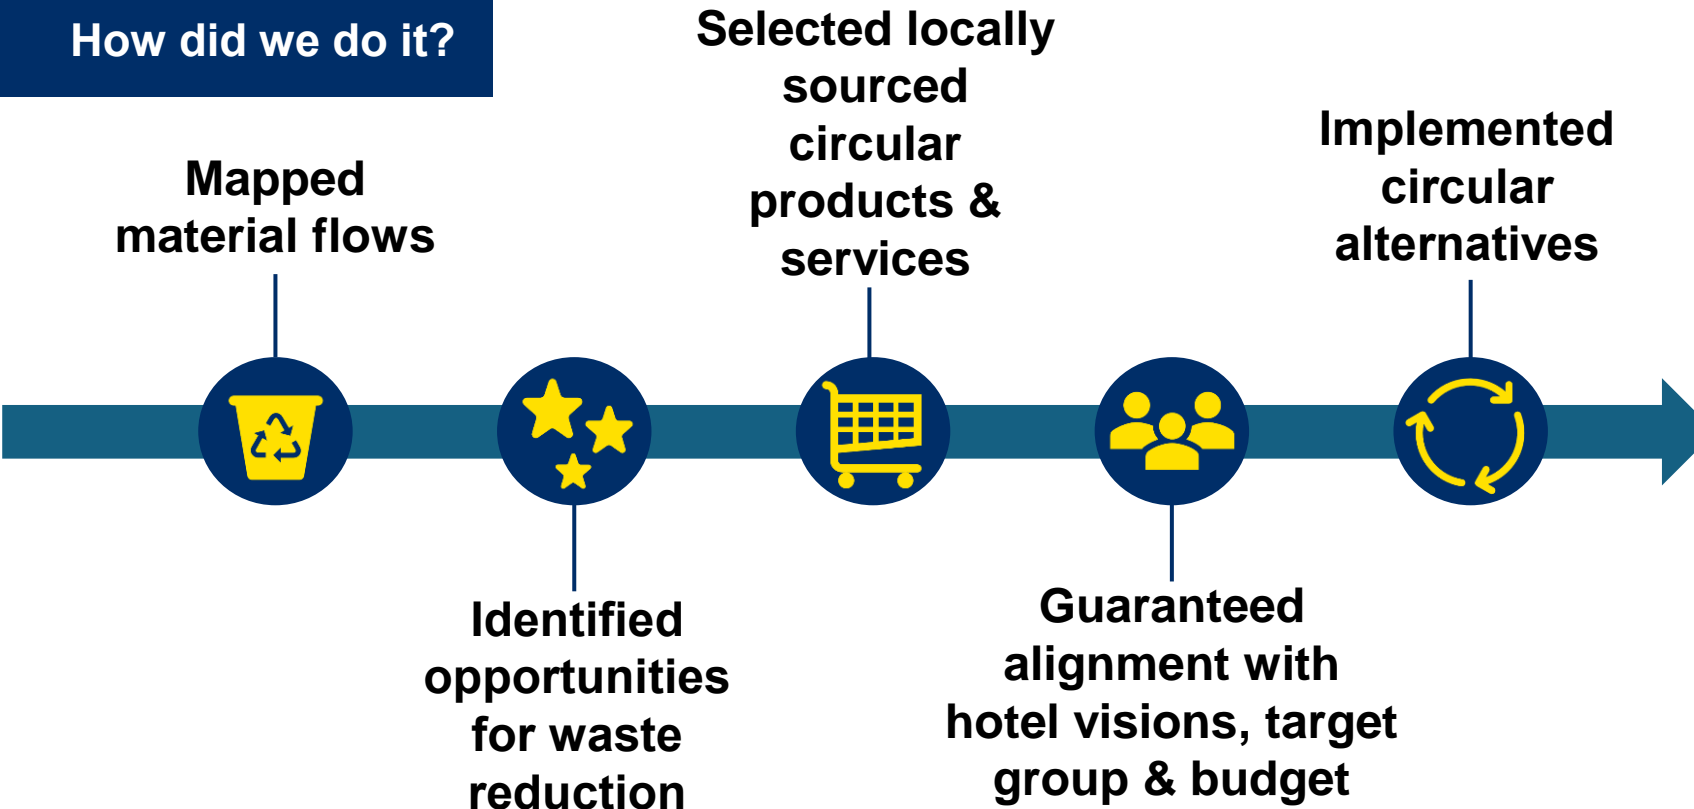 How did we do it?
Mapped
material flows
Identified
opportunities
for waste
reduction
Selected locally
sourced
circular
products &
services
Guaranteed
alignment with
hotel visions, target
group & budget
Implemented
circular
alternatives